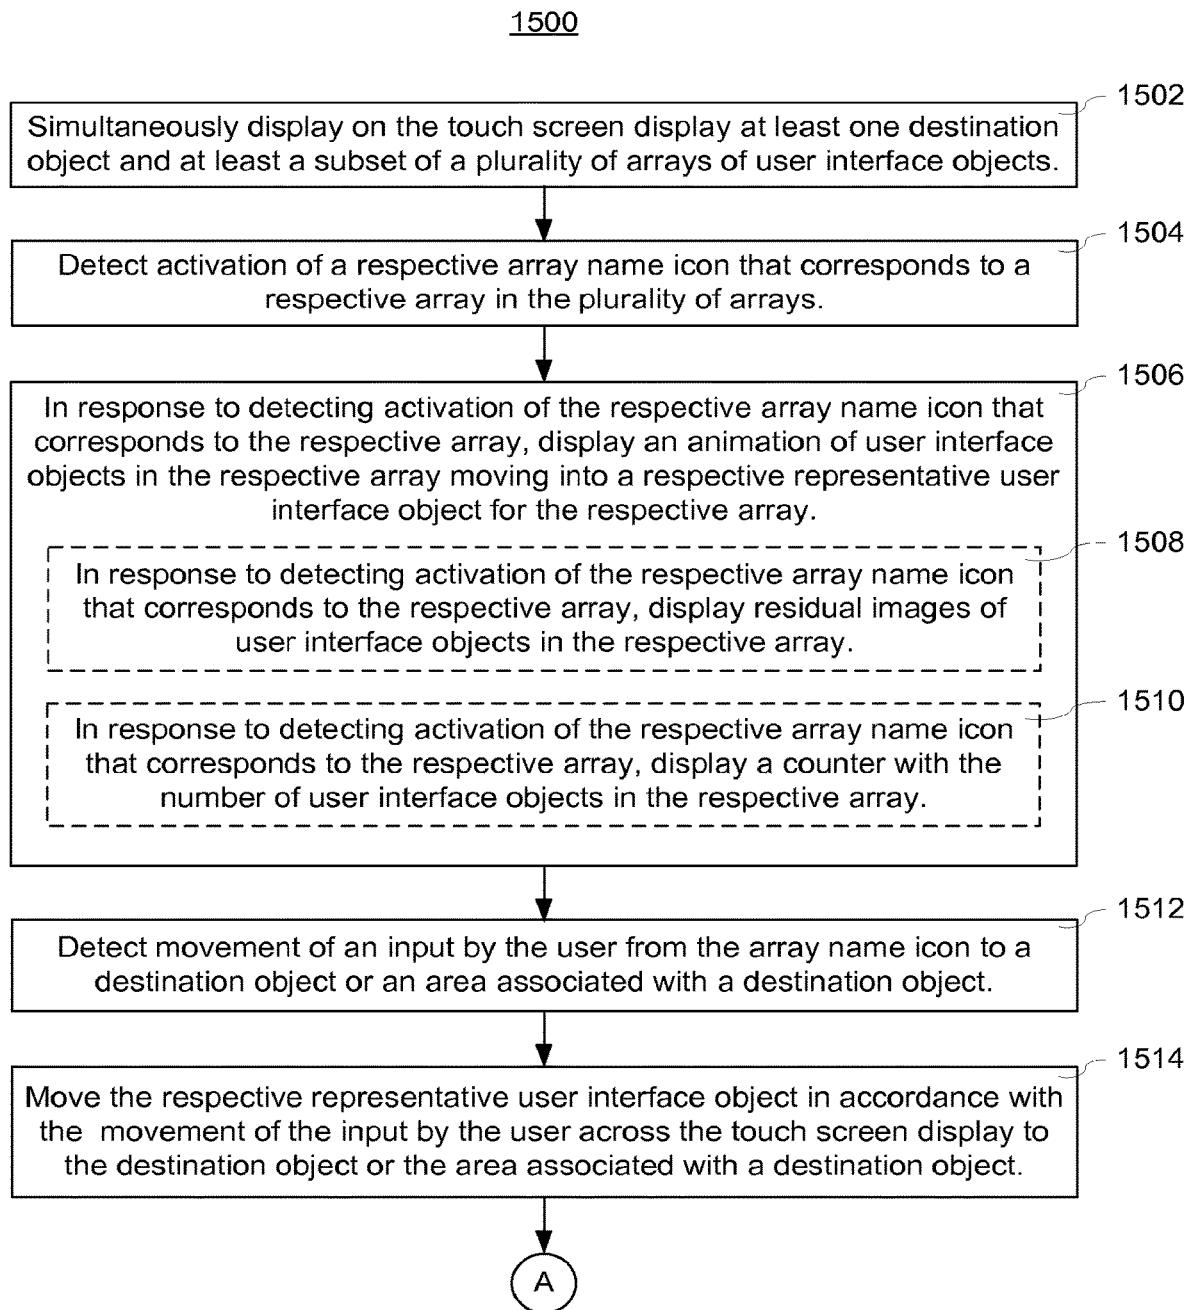 1500
1502
Simultaneously display on the touch screen display at least one destination
object and at least a subset of a plurality of arrays of user interface objects.
1504
Detect activation of a respective array name icon that corresponds to a
respective array in the plurality of arrays.
1506
In response to detecting activation of the respective array name icon that
corresponds to the respective array, display an animation of user interface
objects in the respective array moving into a respective representative user
interface object for the respective array.
1508
In response to detecting activation of the respective array name icon
that corresponds to the respective array, display residual images of
user interface objects in the respective array.
1510
In response to detecting activation of the respective array name icon
that corresponds to the respective array, display a counter with the
number of user interface objects in the respective array.
1512
Detect movement of an input by the user from the array name icon to a
destination object or an area associated with a destination object.
1514
Move the respective representative user interface object in accordance with
the movement of the input by the user across the touch screen display to
the destination object or the area associated with a destination object.
A